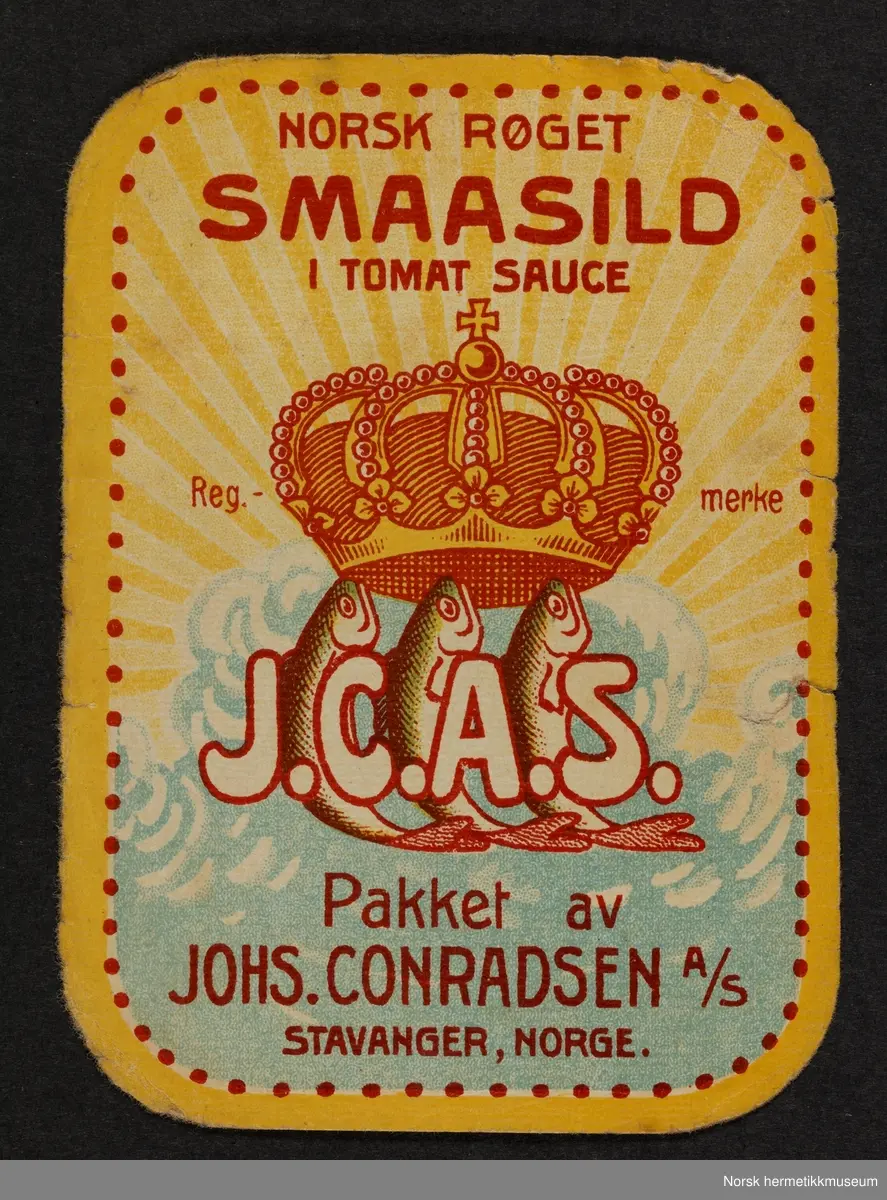 NORSK RØGET
SMAASILD
I TOMAT SAUCE
Reg.- merke
J.C.A.S.
Pakket av
JOHS. CONRADSEN A/S
STAVANGER, NORGE.
Norsk hermetikkmuseum